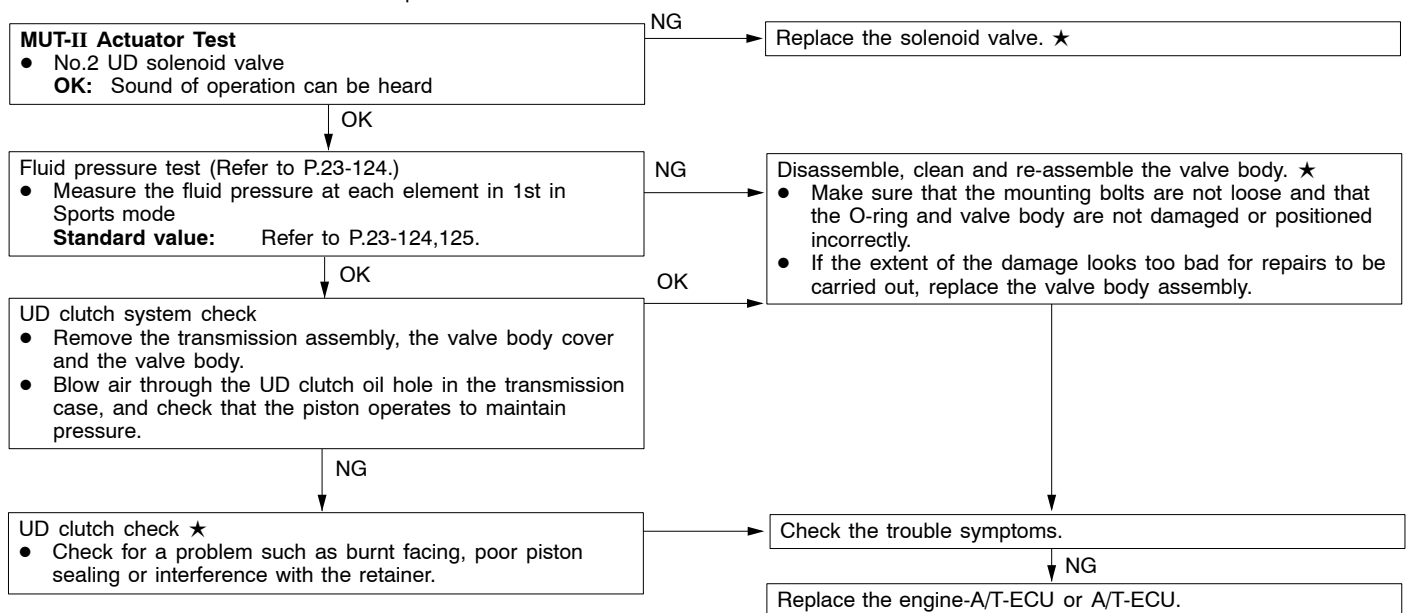 NG
MUT-II Actuator Test
● No.2 UD solenoid valve
OK: Sound of operation can be heard
Replace the solenoid valve. ★
OK
Fluid pressure test (Refer to P.23-124.)
● Measure the fluid pressure at each element in 1st in
Sports mode
Standard value: Refer to P.23-124,125.
NG
Disassemble, clean and re-assemble the valve body. ★
● Make sure that the mounting bolts are not loose and that
the O-ring and valve body are not damaged or positioned
incorrectly.
● If the extent of the damage looks too bad for repairs to be
carried out, replace the valve body assembly.
OK
OK
UD clutch system check
● Remove the transmission assembly, the valve body cover
and the valve body.
● Blow air through the UD clutch oil hole in the transmission
case, and check that the piston operates to maintain
pressure.
NG
UD clutch check ★
● Check for a problem such as burnt facing, poor piston
sealing or interference with the retainer.
Check the trouble symptoms.
NG
Replace the engine-A/T-ECU or A/T-ECU.